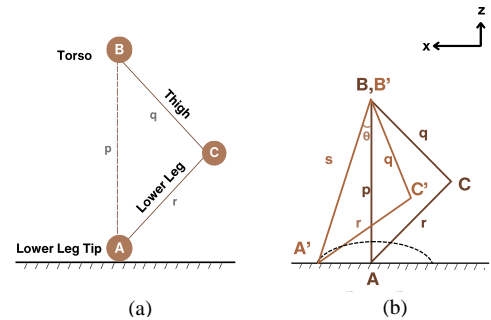 B
Torso
Thigh
q
p
C
Lower Leg
r
Lower Leg Tip
A
(a)
z
x
B,B’
θ
q
s
q
p
C
C’
r
r
A’
A
(b)